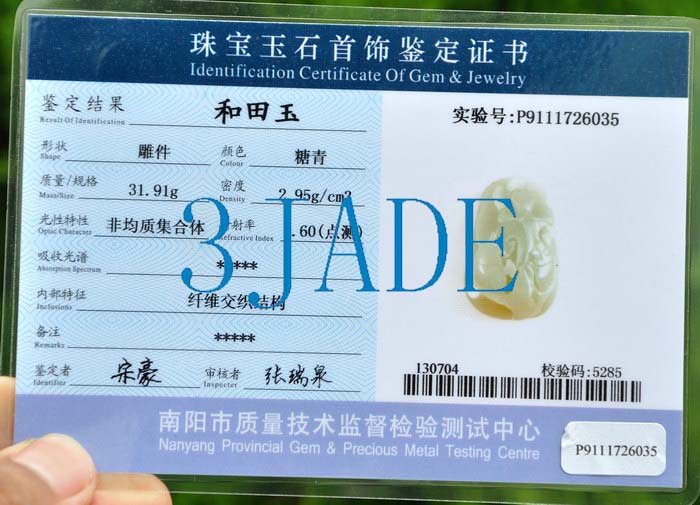 珠宝玉石首饰鉴定证书
Identification Certificate Of Gem & Jewelry
鉴定结果 和田玉
Result Of Identification
实验号:P9111726035
形状 雕件 颜色 糖青
Shape Colour
质量/规格 31.91g 密度 2.95g/cm3
Mass/Size Density
光性特性 非均质集合体 射率 .60(点测)
Optic Character Refractive Index
3JADE
吸收光谱 *****
Absorption Spectrum
内部特征 纤维交织结构
Inclusions
备注 *****
Remarks
130704 校验码:5285
鉴定者 宋豪 审核者 张瑞泉
Identifier Inspecter
南阳市质量技术监督检验测试中心
Nanyang Provincial Gem & Precious Metal Testing Centre
P9111726035